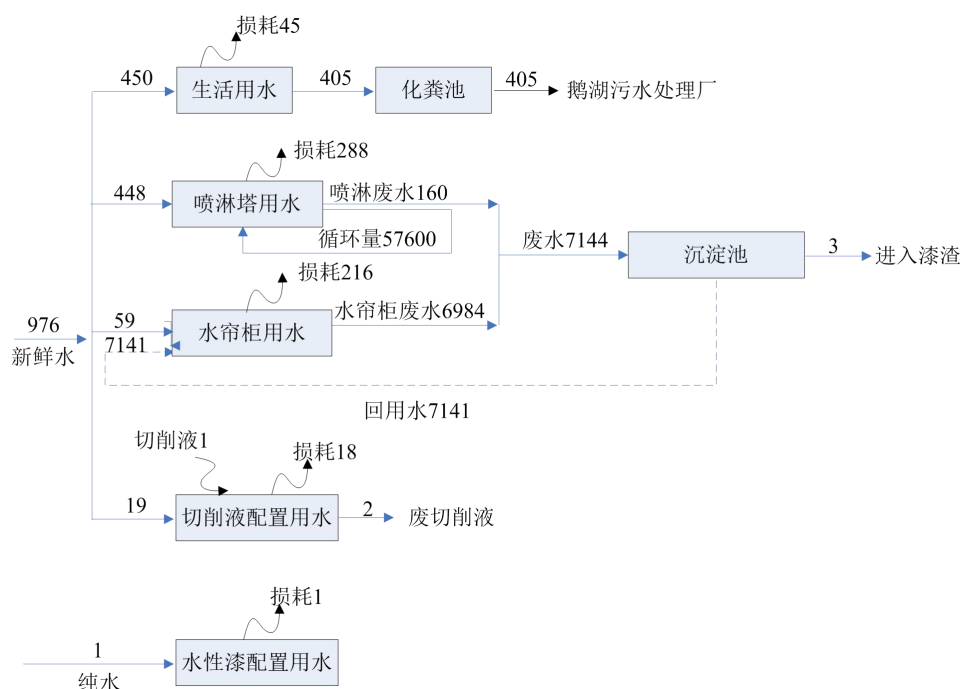 损耗45
450
生活用水
405
化粪池
405
鹅湖污水处理厂
损耗288
448
喷淋塔用水
喷淋废水160
循环量57600
废水7144
沉淀池
3
进入漆渣
损耗216
976
新鲜水
59
7141
水帘柜用水
水帘柜废水6984
回用水7141
切削液1
损耗18
19
切削液配置用水
2
废切削液
损耗1
1
纯水
水性漆配置用水